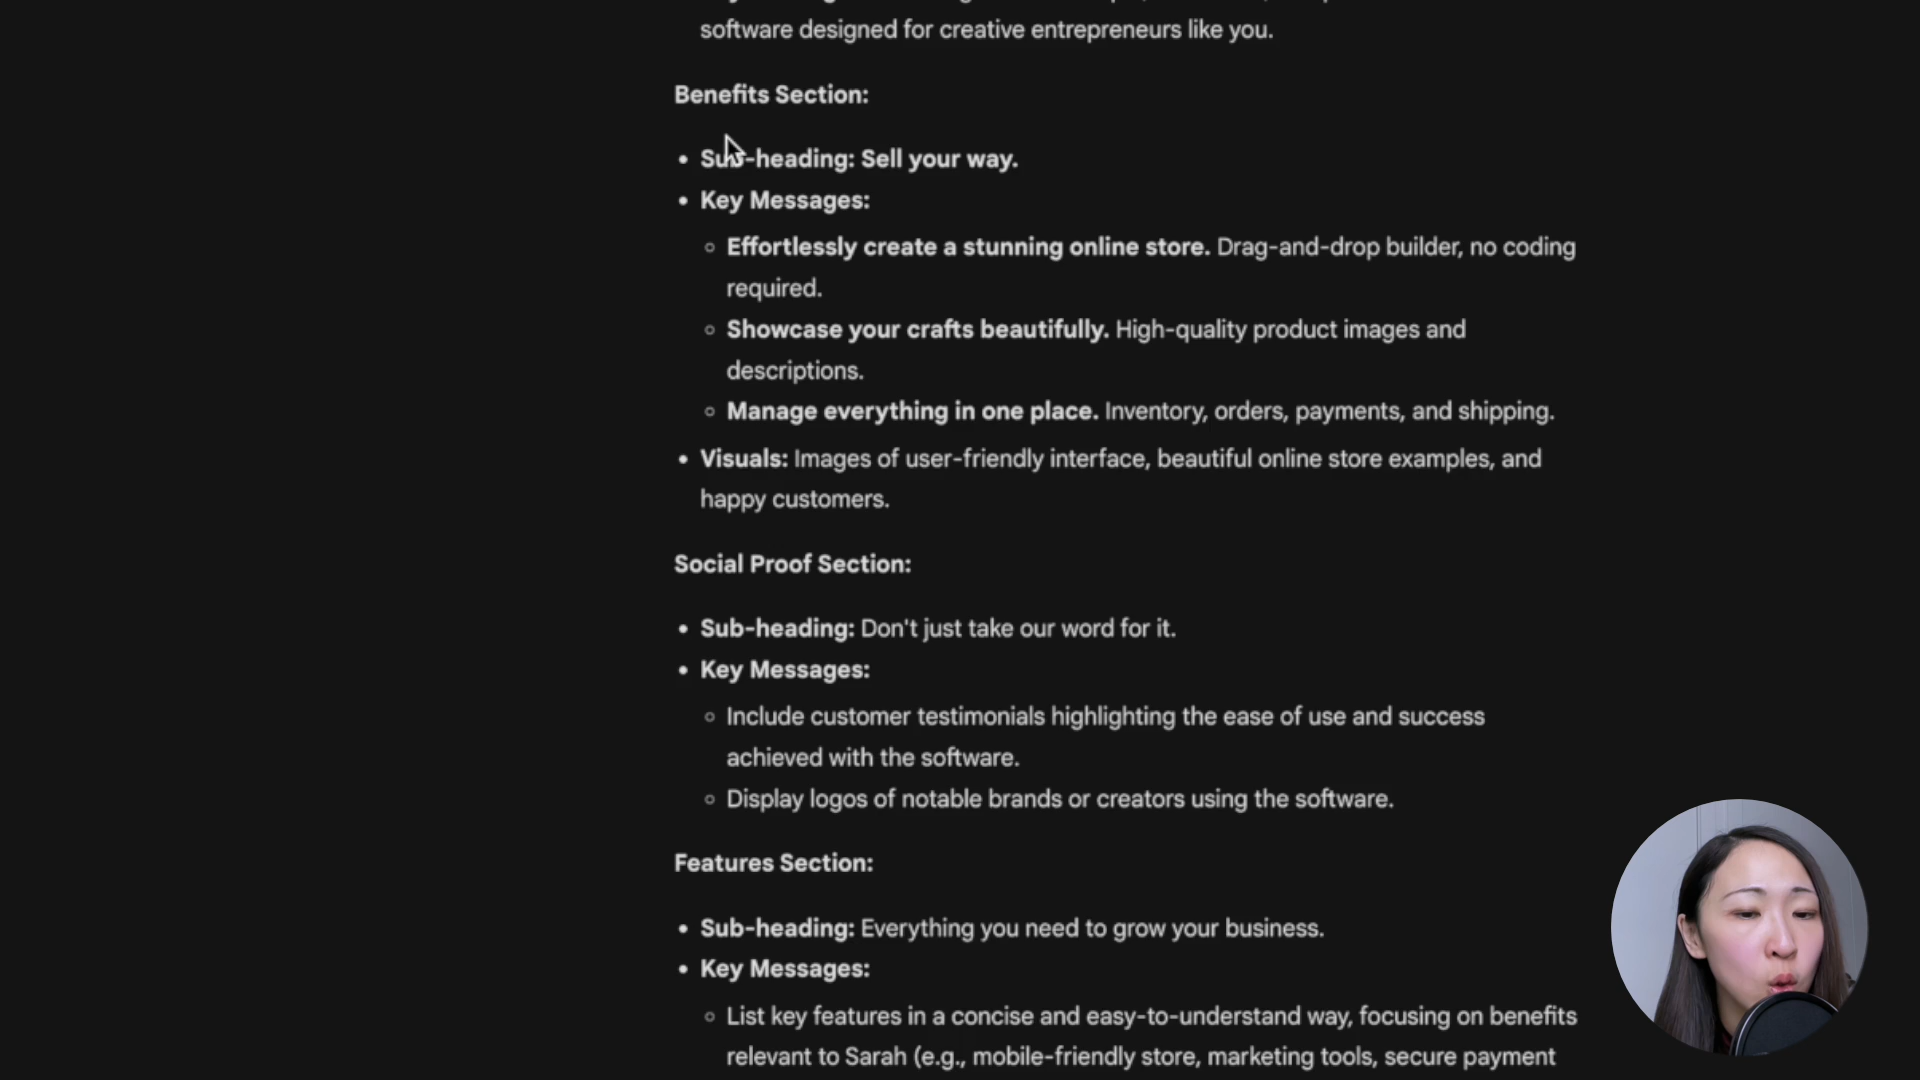 software designed for creative entrepreneurs like you.
Benefits Section:
• Sub-heading: Sell your way.
• Key Messages:
◦ Effortlessly create a stunning online store. Drag-and-drop builder, no coding
required.
◦ Showcase your crafts beautifully. High-quality product images and
descriptions.
◦ Manage everything in one place. Inventory, orders, payments, and shipping.
• Visuals: Images of user-friendly interface, beautiful online store examples, and
happy customers.
Social Proof Section:
• Sub-heading: Don't just take our word for it.
• Key Messages:
◦ Include customer testimonials highlighting the ease of use and success
achieved with the software.
◦ Display logos of notable brands or creators using the software.
Features Section:
• Sub-heading: Everything you need to grow your business.
• Key Messages:
◦ List key features in a concise and easy-to-understand way, focusing on benefits
relevant to Sarah (e.g., mobile-friendly store, marketing tools, secure payment